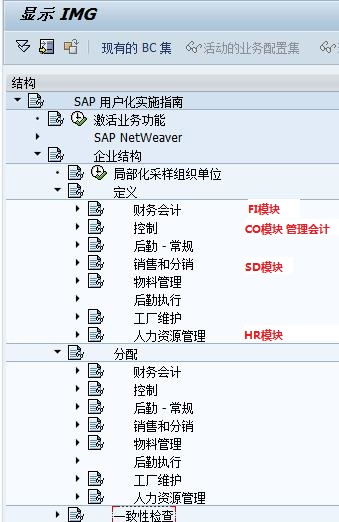 显示 IMG
现有的 BC 集
活动的业务配置集
结构
SAP 用户化实施指南
激活业务功能
SAP NetWeaver
企业结构
局部化采样组织单位
定义
财务会计 FI模块
控制 CO模块 管理会计
后勤 - 常规
销售和分销 SD模块
物料管理
后勤执行
工厂维护
人力资源管理 HR模块
分配
财务会计
控制
后勤 - 常规
销售和分销
物料管理
后勤执行
工厂维护
人力资源管理
一致性检查